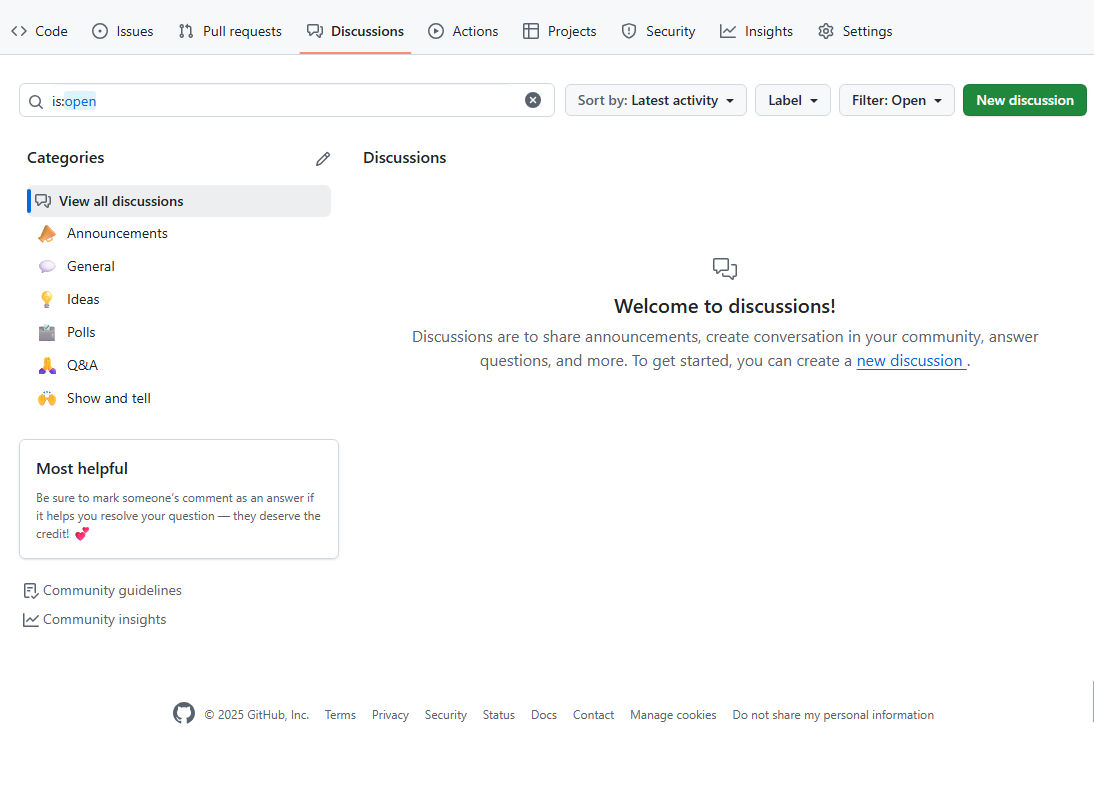 Code Issues Pull requests Discussions Actions Projects Security Insights Settings
is:open Sort by: Latest activity Label Filter: Open New discussion
Categories
View all discussions
Announcements
General
Ideas
Polls
Q&A
Show and tell
Most helpful
Be sure to mark someone’s comment as an answer if
it helps you resolve your question — they deserve the
credit! 💕
Community guidelines
Community insights
Discussions
Welcome to discussions!
Discussions are to share announcements, create conversation in your community, answer
questions, and more. To get started, you can create a new discussion .
© 2025 GitHub, Inc. Terms Privacy Security Status Docs Contact Manage cookies Do not share my personal information